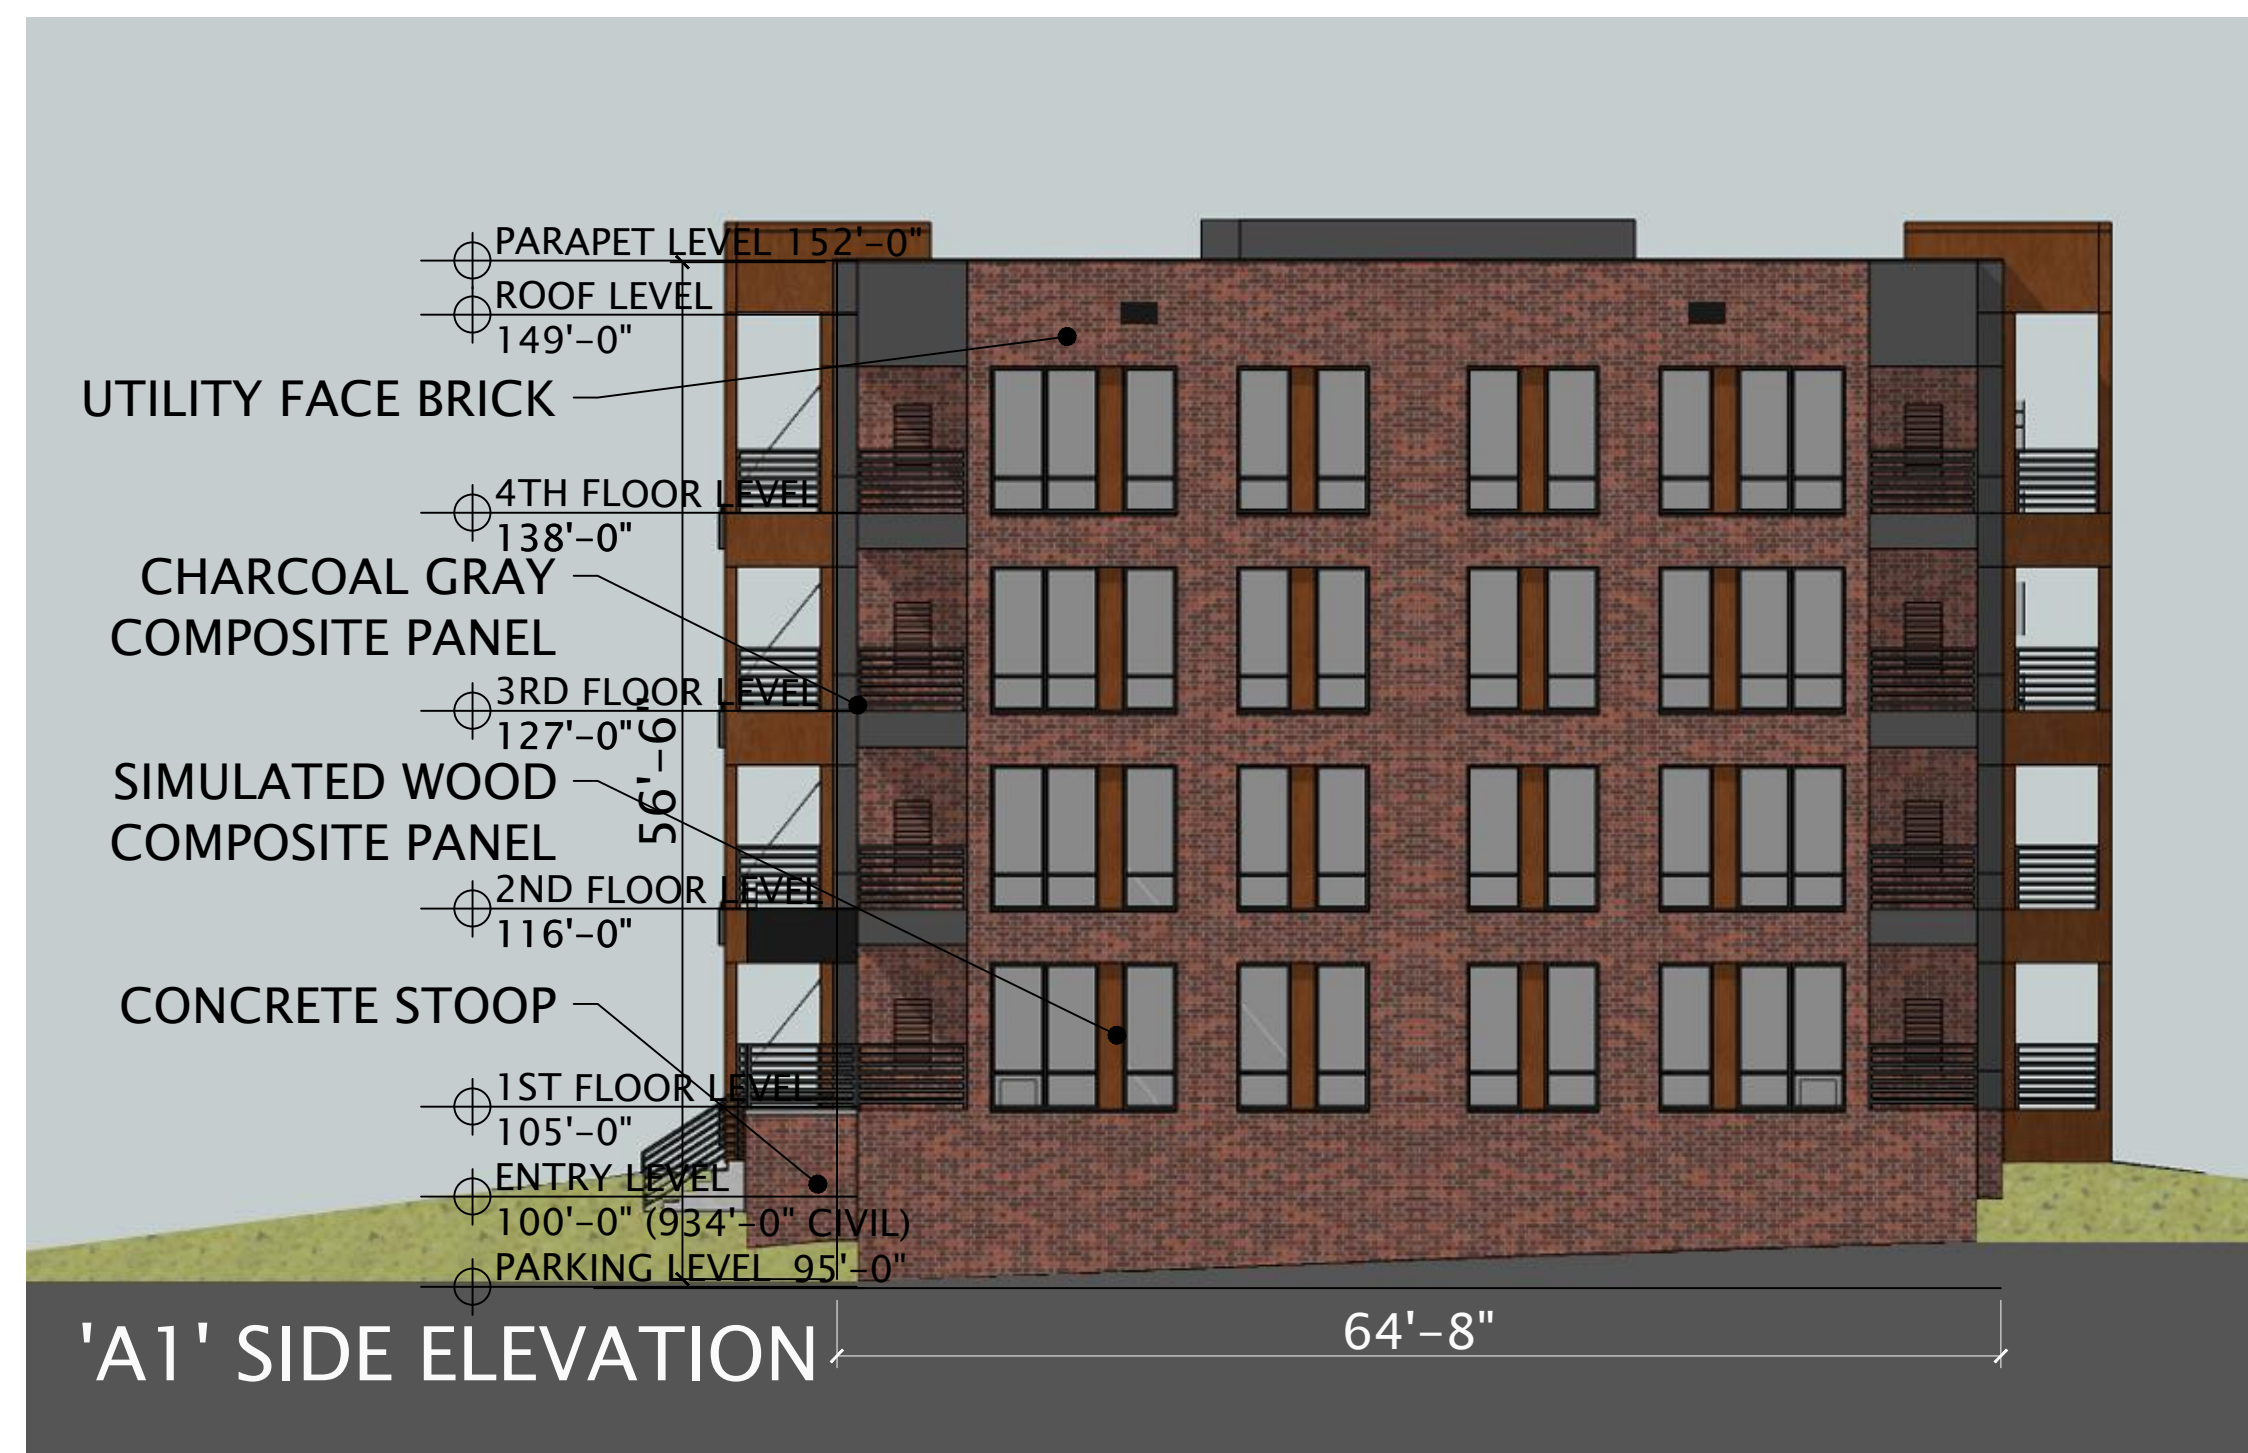 PARAPET LEVEL 152'-0"
ROOF LEVEL
149'-0"
UTILITY FACE BRICK
4TH FLOOR LEVEL
138'-0"
CHARCOAL GRAY
COMPOSITE PANEL
3RD FLOOR LEVEL
127'-0"
56'-6"
SIMULATED WOOD
COMPOSITE PANEL
2ND FLOOR LEVEL
116'-0"
CONCRETE STOOP
1ST FLOOR LEVEL
105'-0"
ENTRY LEVEL
100'-0" (934'-0" CIVIL)
PARKING LEVEL 95'-0"
'A1' SIDE ELEVATION
64'-8"